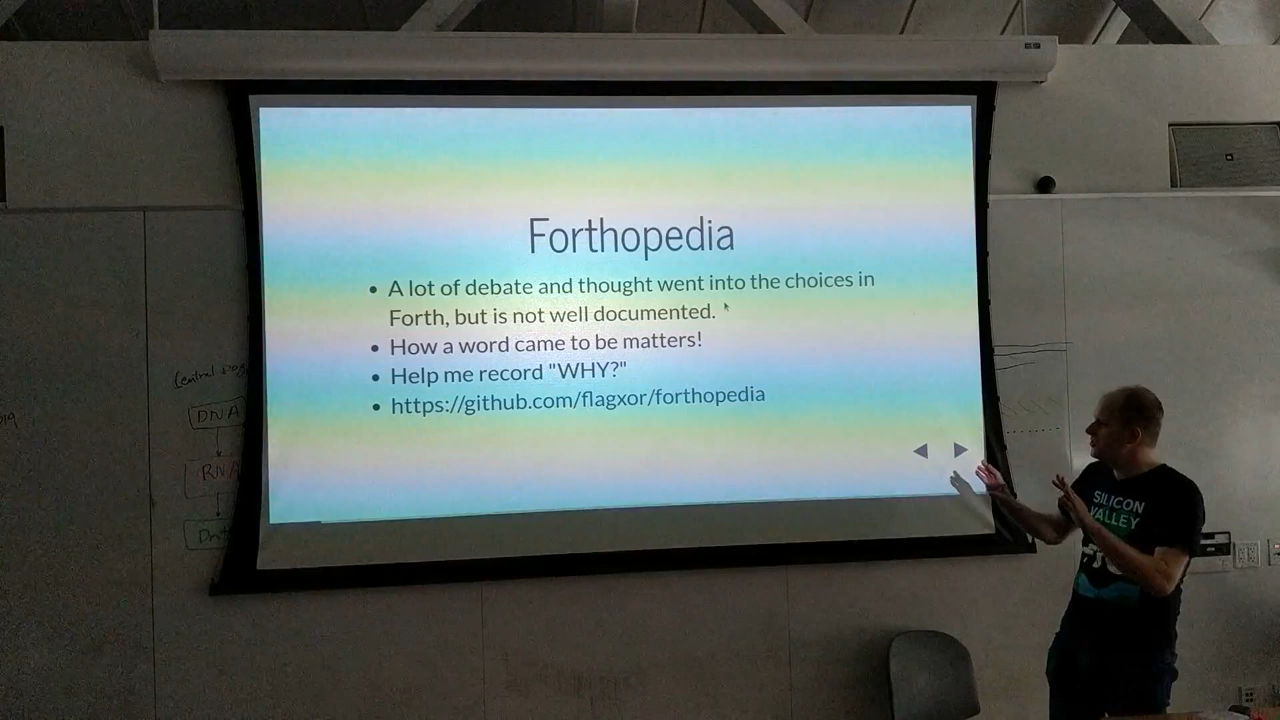 Forthopedia
• A lot of debate and thought went into the choices in
Forth, but is not well documented.
• How a word came to be matters!
• Help me record "WHY?"
• https://github.com/flagxor/forthopedia
DNA
SILICON
VALLEY